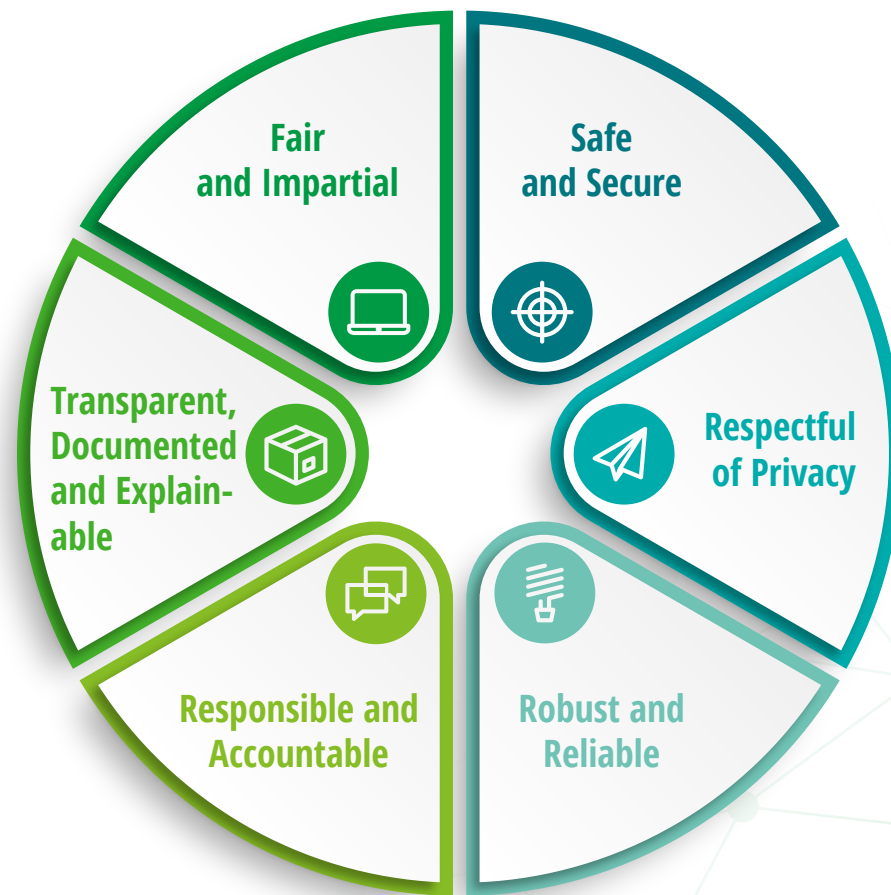 Fair
and Impartial
Safe
and Secure
Transparent,
Documented
and Explain-
able
Respectful
of Privacy
Responsible and
Accountable
Robust and
Reliable